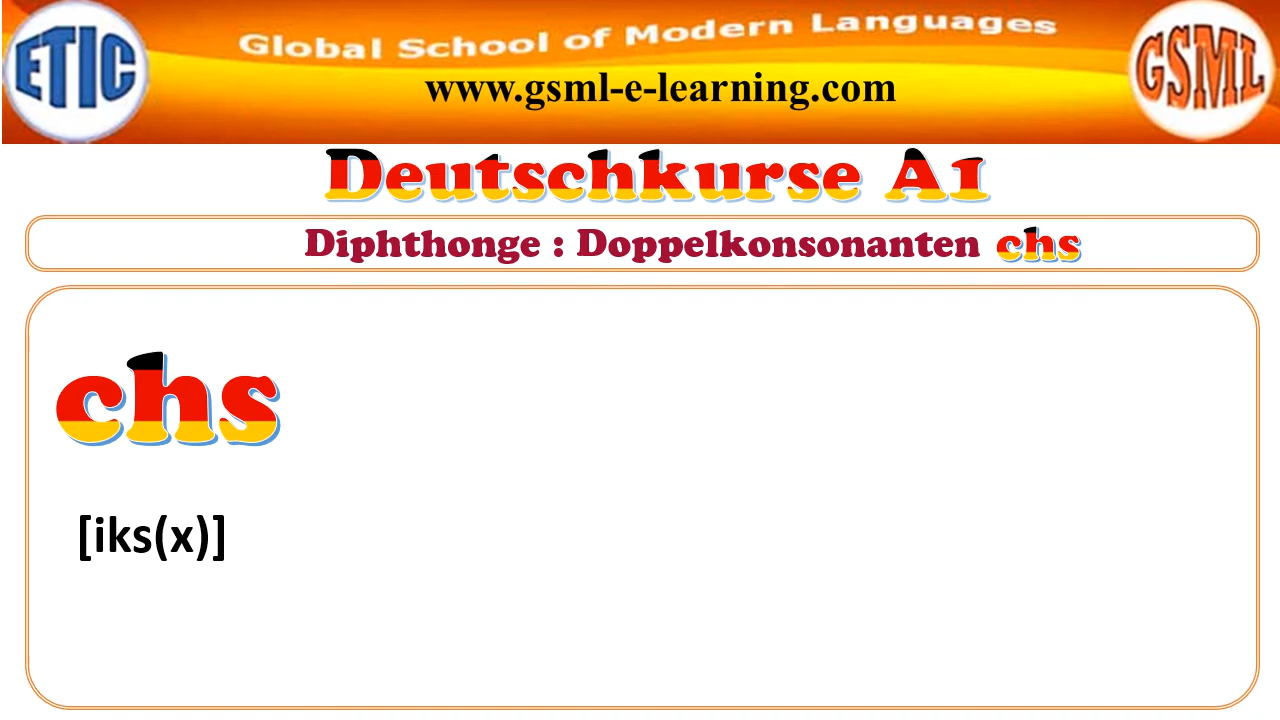 ETIC
Global School of Modern Languages
GSML
www.gsml-e-learning.com
Deutschkurse A1
Diphthonge : Doppelkonsonanten chs
chs
[iks(x)]